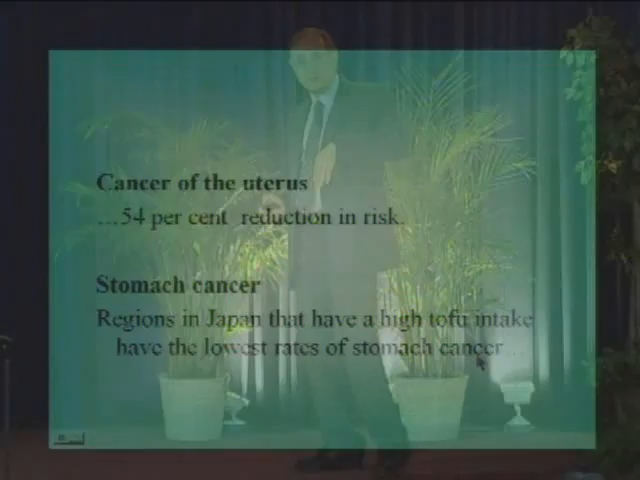 Cancer of the uterus
...54 per cent reduction in risk.
Stomach cancer
Regions in Japan that have a high tofu intake
have the lowest rates of stomach cancer